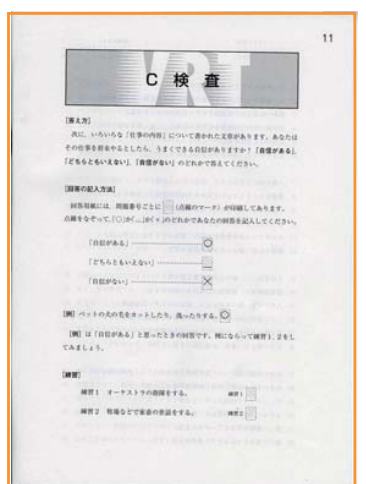 11
VRT
C 検 査
[答え方]
次に、いろいろな「仕事の内容」について書かれた文章があります。あなたは
その仕事を将来やるとしたら、うまくできる自信がありますか？「自信がある」
「どちらともいえない」「自信がない」のどれかで答えてください。
[回答の記入方法]
回答用紙には、問題番号ごとに (点線のマーク) が印刷してあります。
点線をなぞって、「○」か「＿」か「×」のどれかであなたの回答を記入してください。
「自信がある」 ○
「どちらともいえない」 ＿
「自信がない」 ×
[例] ペットの犬の毛をカットしたり、洗ったりする。 ○
[例] は「自信がある」と思ったときの回答です。例にならって練習1、2をし
てみましょう。
[練習]
練習1 オーケストラの指揮をする。 練習1
練習2 牧場などで家畜の世話をする。 練習2